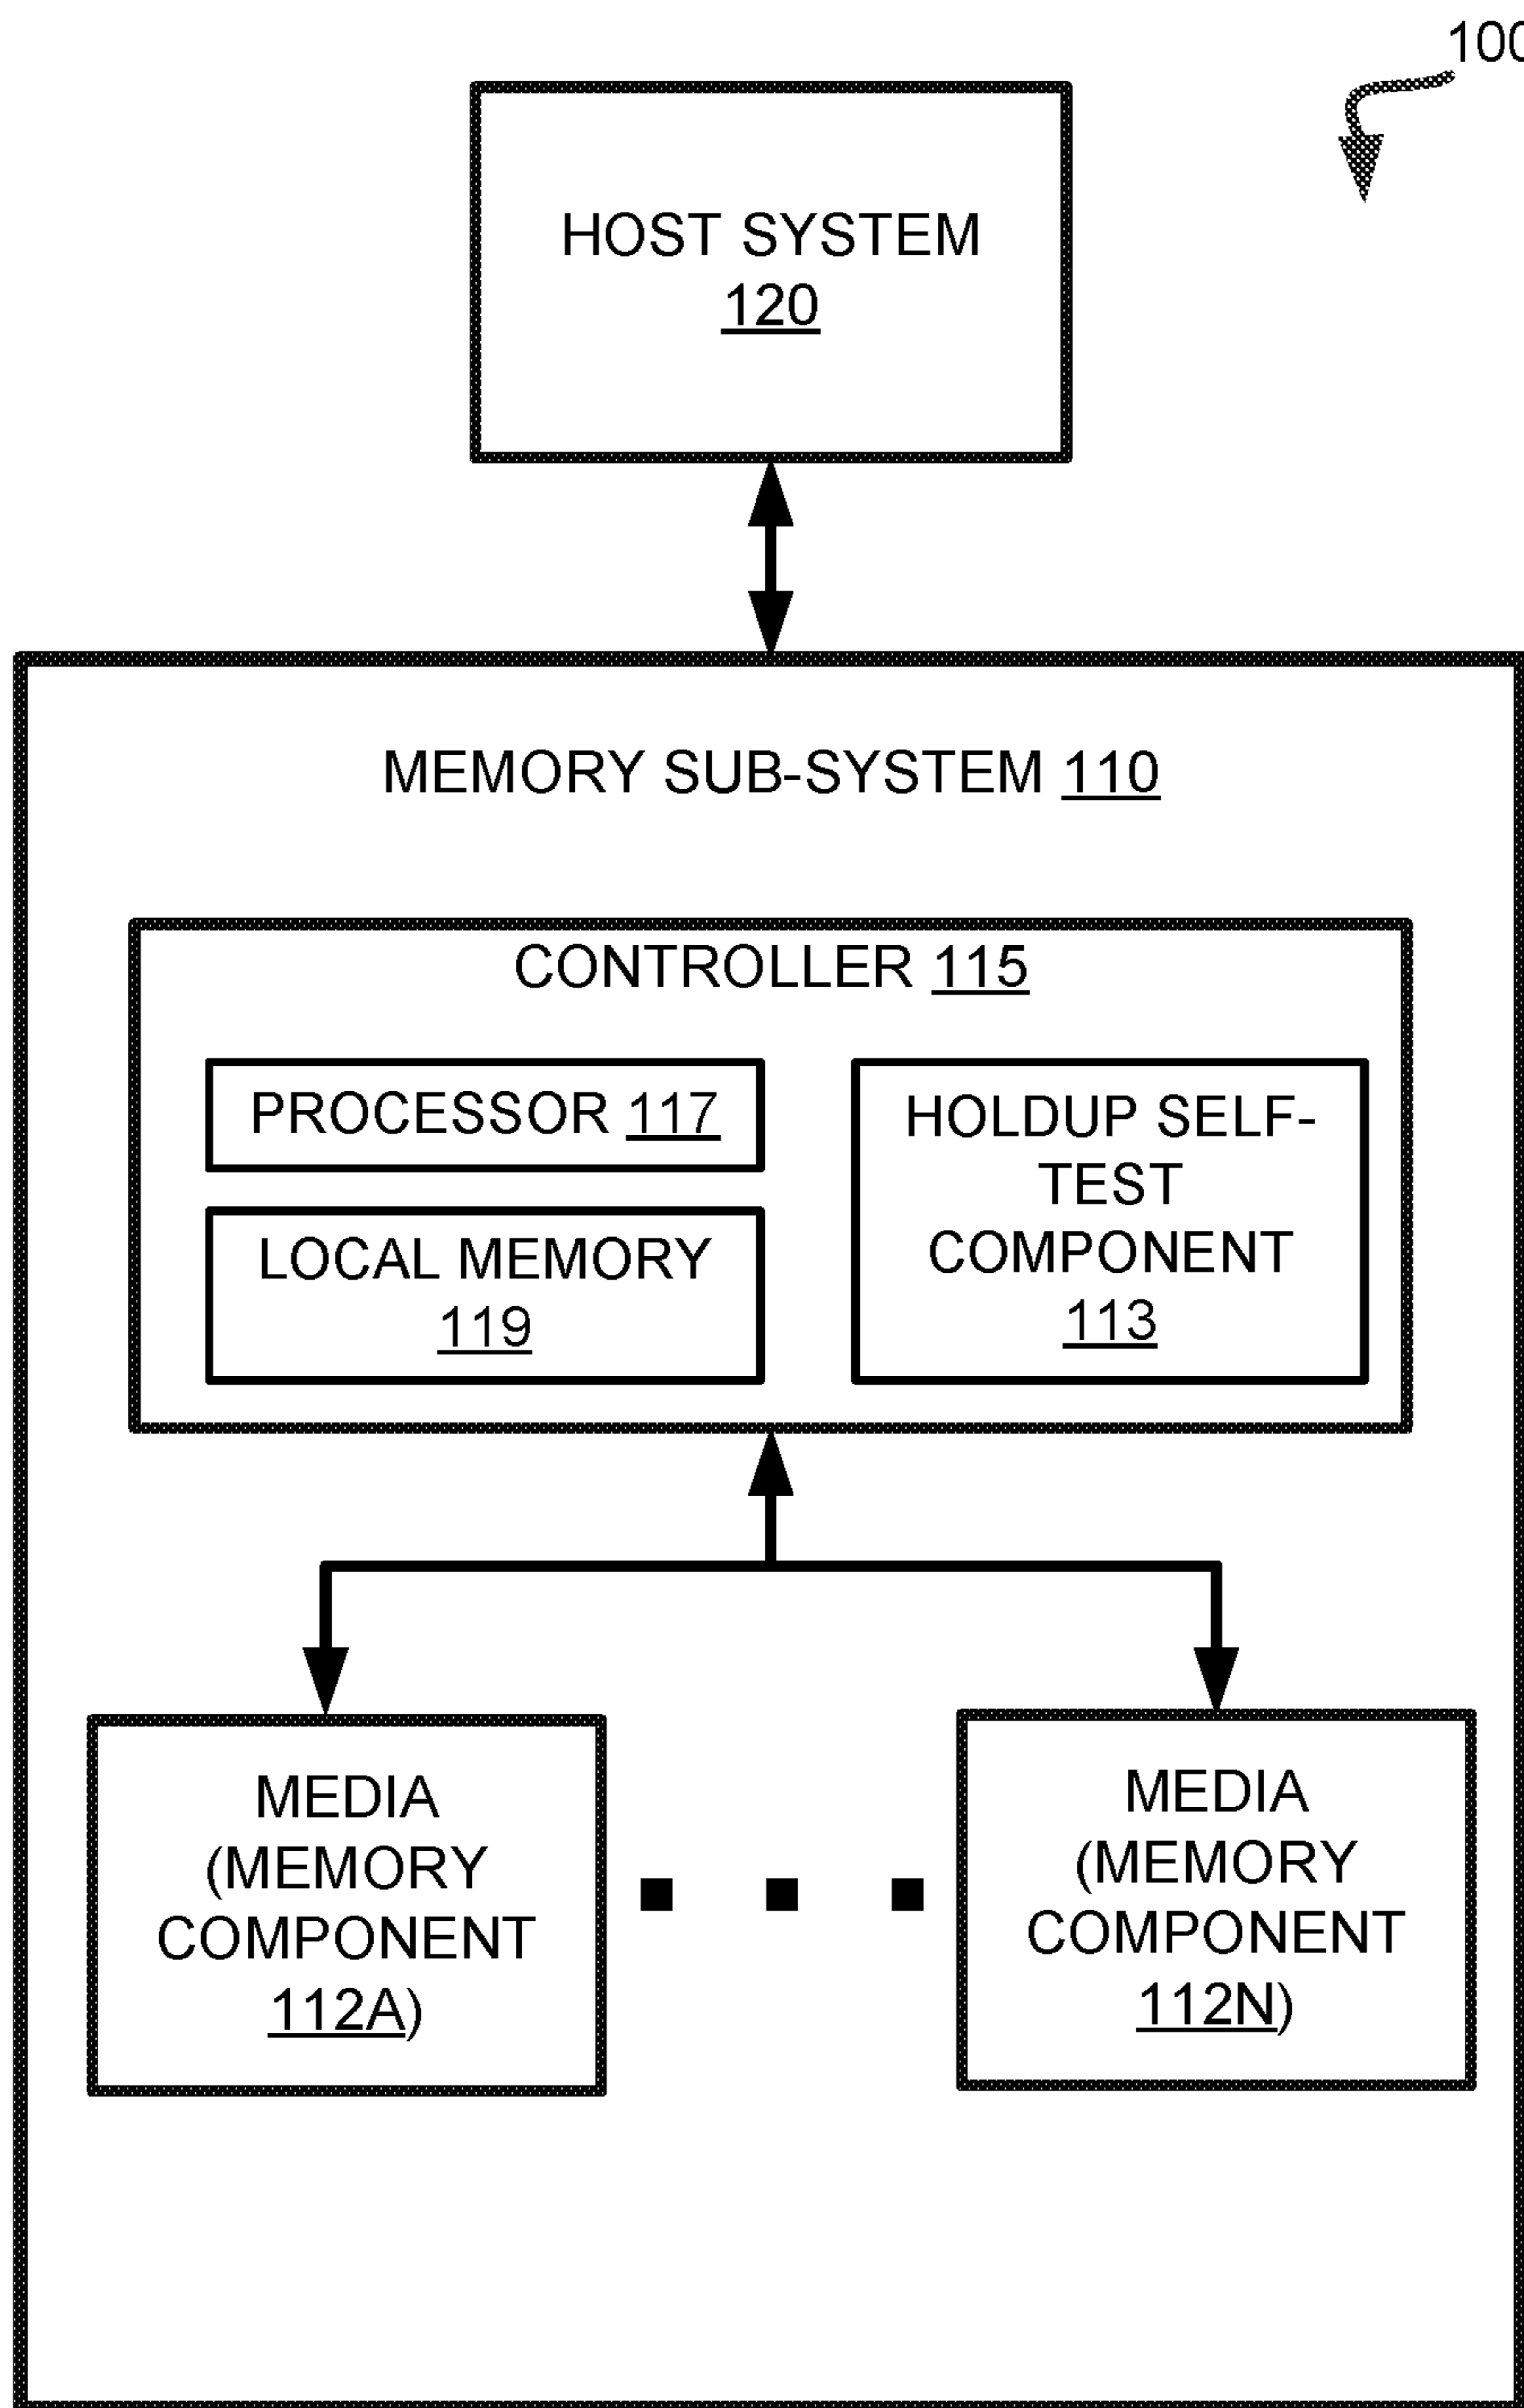 100
HOST SYSTEM
120
MEMORY SUB-SYSTEM 110
CONTROLLER 115
PROCESSOR 117
LOCAL MEMORY
119
HOLDUP SELF-
TEST
COMPONENT
113
MEDIA
(MEMORY
COMPONENT
112A)
MEDIA
(MEMORY
COMPONENT
112N)